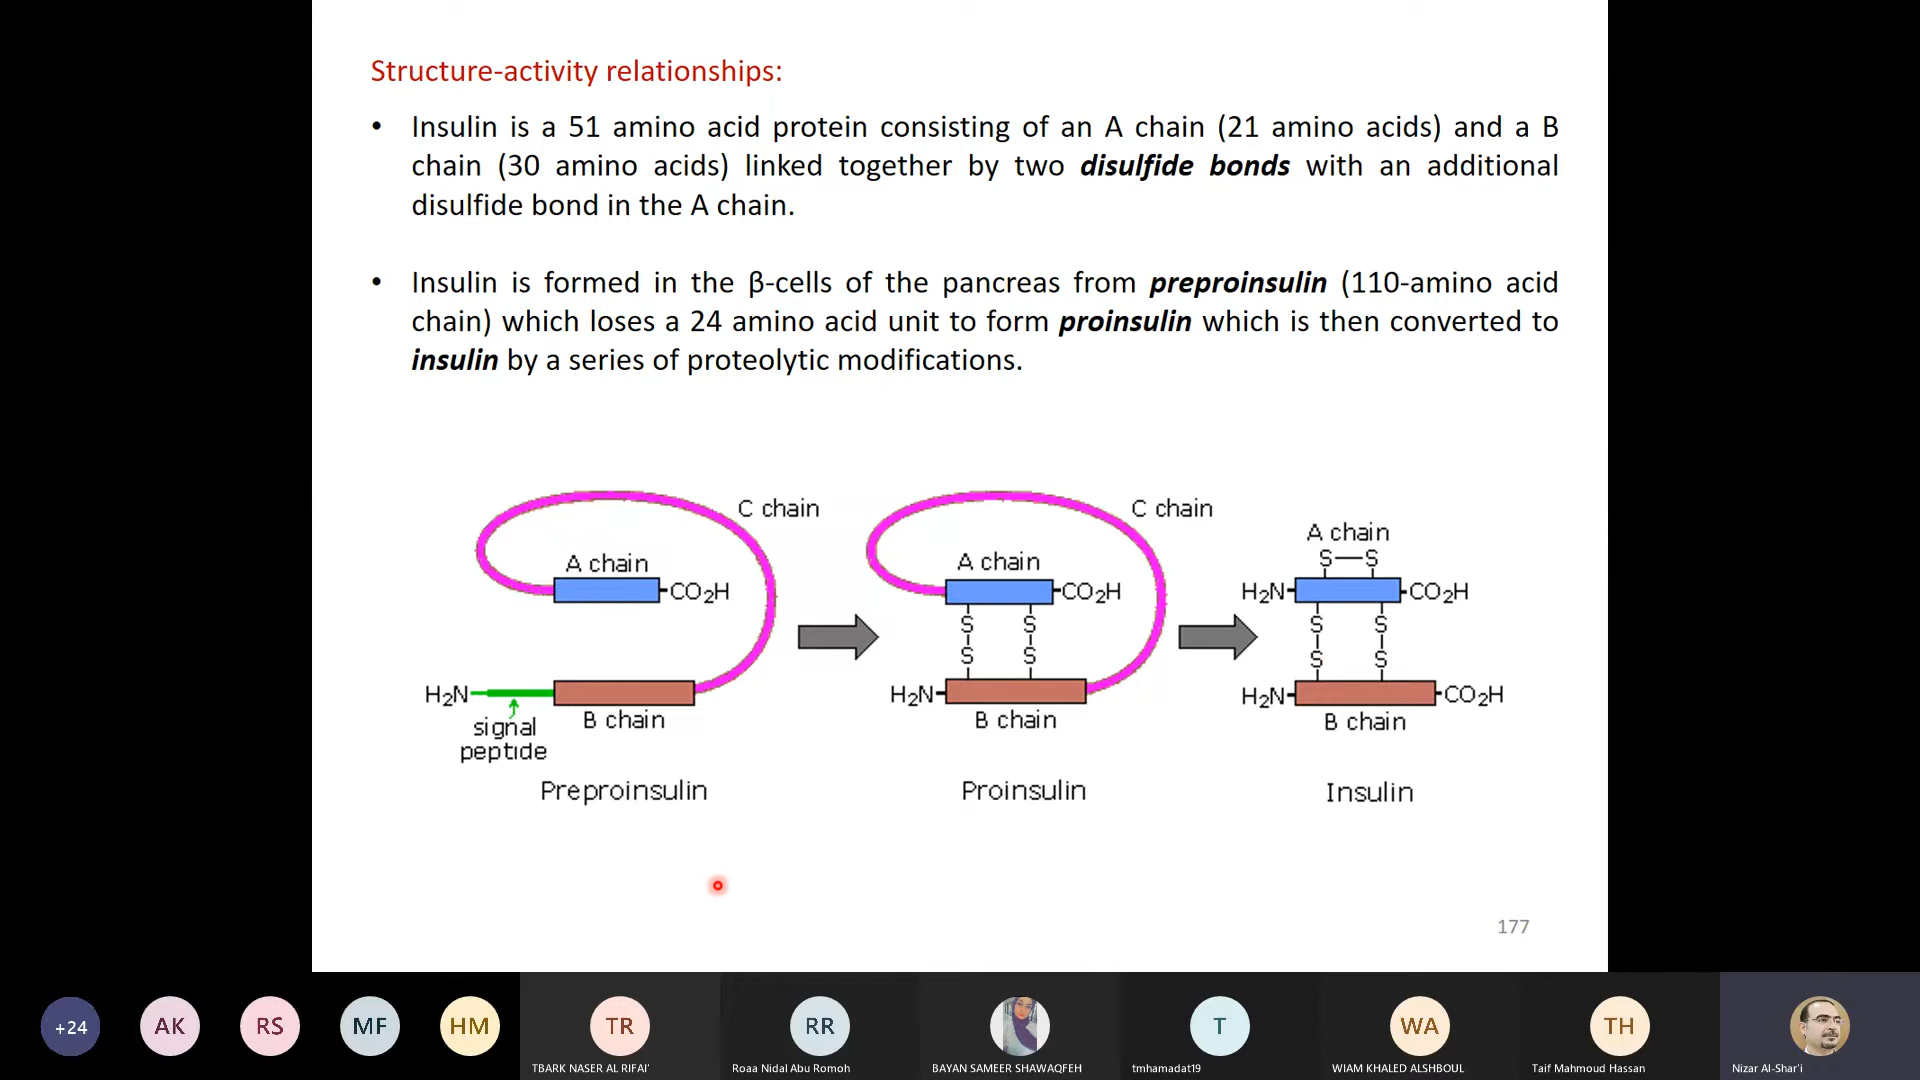 Structure-activity relationships:
• Insulin is a 51 amino acid protein consisting of an A chain (21 amino acids) and a B
chain (30 amino acids) linked together by two disulfide bonds with an additional
disulfide bond in the A chain.
• Insulin is formed in the β-cells of the pancreas from preproinsulin (110-amino acid
chain) which loses a 24 amino acid unit to form proinsulin which is then converted to
insulin by a series of proteolytic modifications.
C chain
A chain
CO₂H
H₂N
signal
peptide
B chain
Preproinsulin
C chain
A chain
CO₂H
S S
S S
H₂N
B chain
Proinsulin
A chain
S—S
H₂N CO₂H
S S
S S
H₂N CO₂H
B chain
Insulin
177
+24
AK
RS
MF
HM
TR
TBARK NASER AL RIFAI'
RR
Roaa Nidal Abu Romoh
BAYAN SAMEER SHAWAQFEH
T
tmhamadat19
WA
WIAM KHALED ALSHBOUL
TH
Taif Mahmoud Hassan
Nizar Al-Shar'i